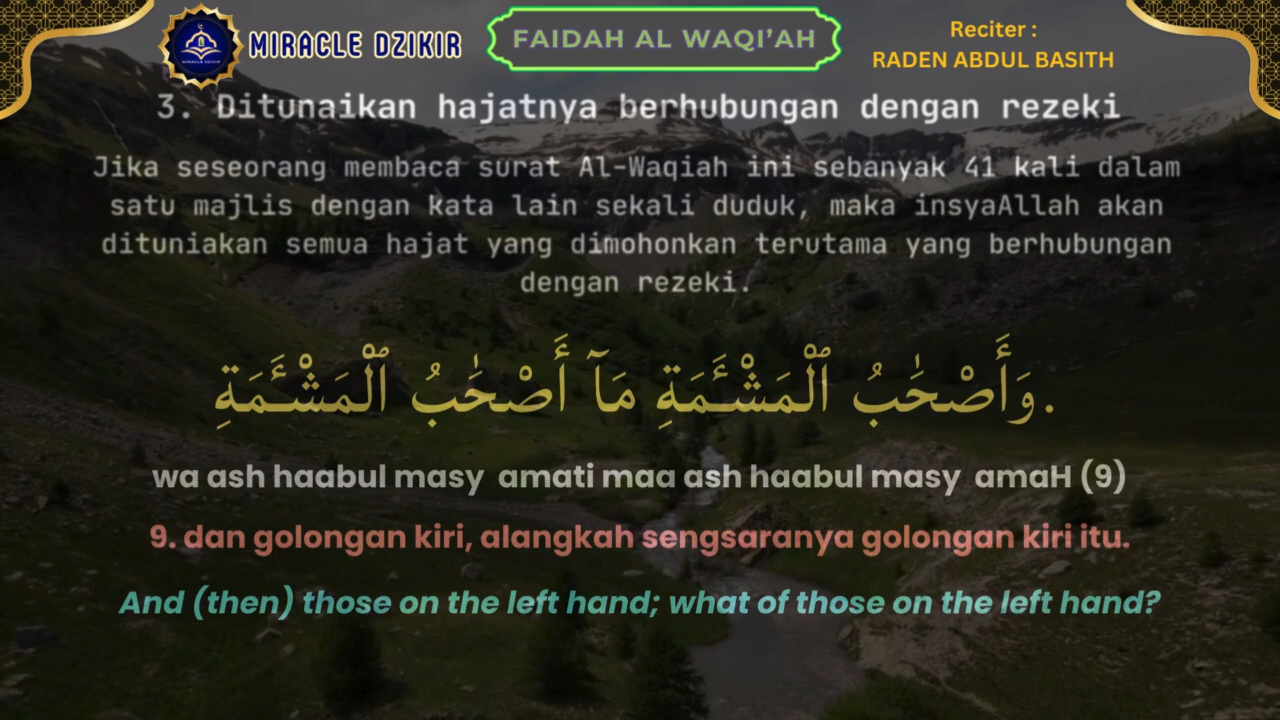 MIRACLE DZIKIR
FAIDAH AL WAQI'AH
Reciter :
RADEN ABDUL BASITH
MIRACLE DZIKIR
3. Ditunaikan hajatnya berhubungan dengan rezeki
Jika seseorang membaca surat Al-Waqiah ini sebanyak 41 kali dalam
satu majlis dengan kata lain sekali duduk, maka insyaAllah akan
dituniakan semua hajat yang dimohonkan terutama yang berhubungan
dengan rezeki.
وَأَصْحَٰبُ ٱلْمَشْـَٔمَةِ مَآ أَصْحَٰبُ ٱلْمَشْـَٔمَةِ.
wa ash haabul masy amati maa ash haabul masy amaH (9)
9. dan golongan kiri, alangkah sengsaranya golongan kiri itu.
And (then) those on the left hand; what of those on the left hand?